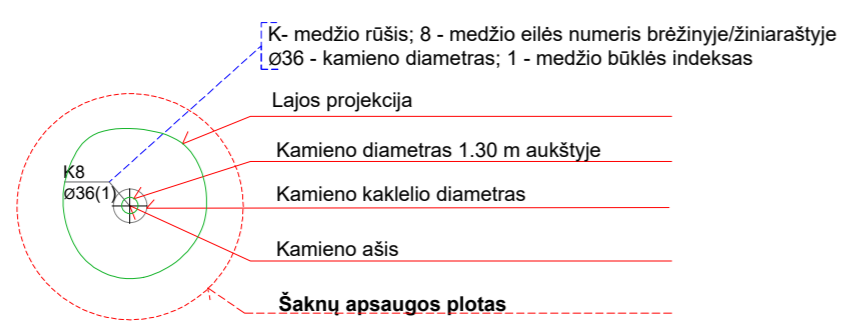 K- medžio rūšis; 8 - medžio eilės numeris brėžinyje/žiniaraštyje
Ø36 - kamieno diametras; 1 - medžio būklės indeksas
Lajos projekcija
Kamieno diametras 1.30 m aukštyje
K8
Ø36(1)
Kamieno kaklelio diametras
Kamieno ašis
Šaknų apsaugos plotas